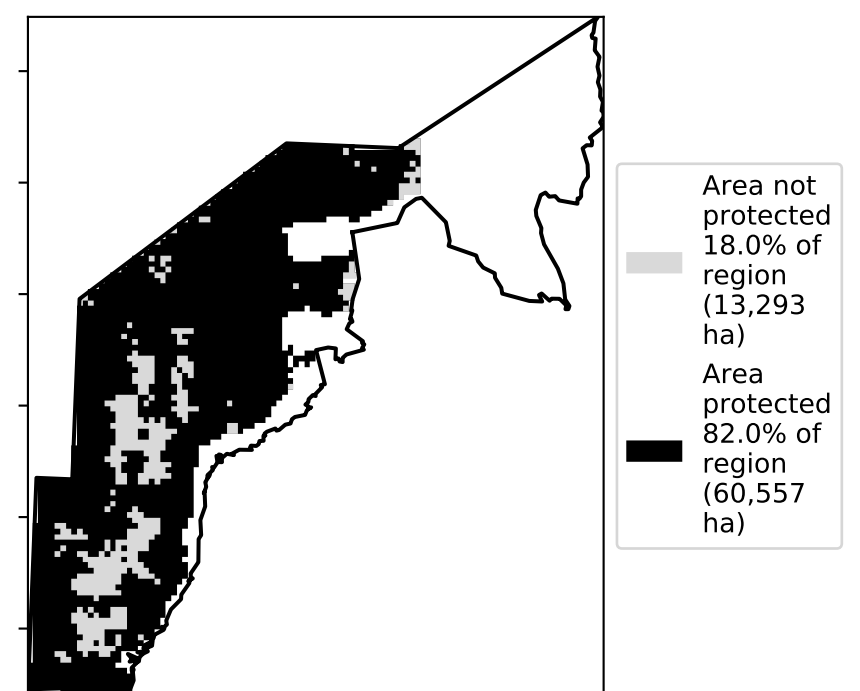 Area not
protected
18.0% of
region
(13,293
ha)
Area
protected
82.0% of
region
(60,557
ha)